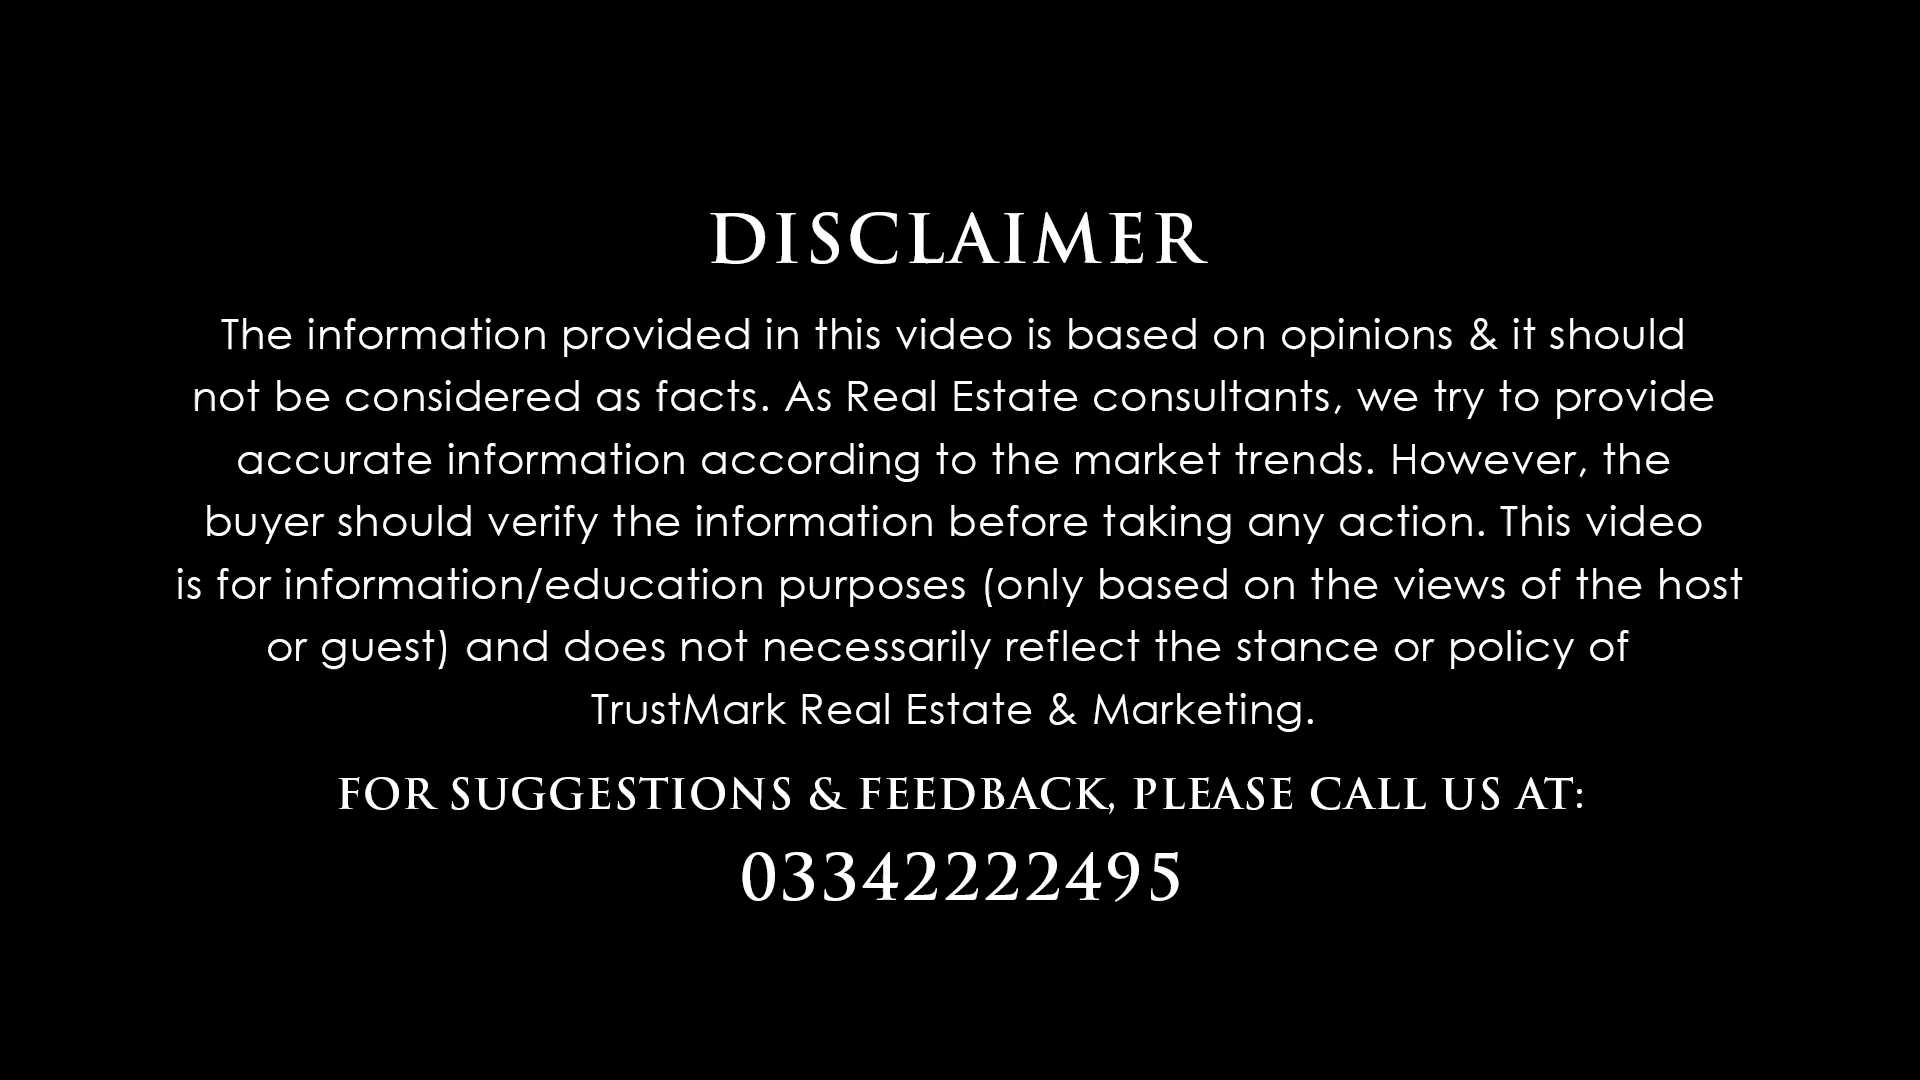 DISCLAIMER
The information provided in this video is based on opinions & it should
not be considered as facts. As Real Estate consultants, we try to provide
accurate information according to the market trends. However, the
buyer should verify the information before taking any action. This video
is for information/education purposes (only based on the views of the host
or guest) and does not necessarily reflect the stance or policy of
TrustMark Real Estate & Marketing.
FOR SUGGESTIONS & FEEDBACK, PLEASE CALL US AT:
03342222495